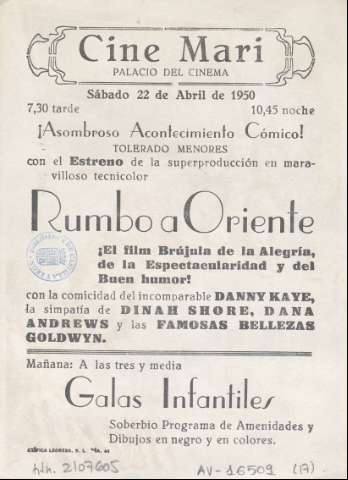 Cine Mari
PALACIO DEL CINEMA
Sábado 22 de Abril de 1950
7,30 tarde 10,45 noche
¡Asombroso Acontecimiento Cómico!
TOLERADO MENORES
con el Estreno de la superproducción en mara-
villoso tecnicolor
Rumbo a Oriente
¡El film Brújula de la Alegría,
de la Espectacularidad y del
Buen humor!
con la comicidad del incomparable DANNY KAYE,
la simpatía de DINAH SHORE, DANA
ANDREWS y las FAMOSAS BELLEZAS
GOLDWYN.
Mañana: A las tres y media
Galas Infantiles
Soberbio Programa de Amenidades y
Dibujos en negro y en colores.
GRÁFICA LEONESA, S. L.
2107605 AV-16509 (17)